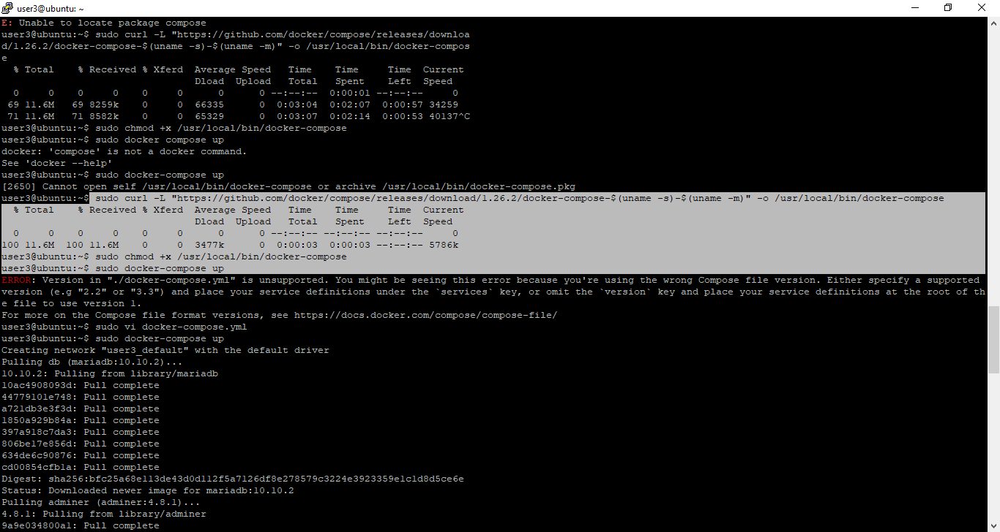 user3@ubuntu: ~
E: Unable to locate package compose
user3@ubuntu:~$ sudo curl -L "https://github.com/docker/compose/releases/downloa
d/1.26.2/docker-compose-$(uname -s)-$(uname -m)" -o /usr/local/bin/docker-compos
e
  % Total    % Received % Xferd  Average Speed   Time    Time     Time  Current
                                 Dload  Upload   Total   Spent    Left  Speed
  0     0    0     0    0     0      0      0 --:--:--  0:00:01 --:--:--     0
 69 11.6M   69 8259k    0     0  66335      0  0:03:04  0:02:07  0:00:57 34259
 71 11.6M   71 8582k    0     0  65329      0  0:03:07  0:02:14  0:00:53 40137^C
user3@ubuntu:~$ sudo chmod +x /usr/local/bin/docker-compose
user3@ubuntu:~$ sudo docker compose up
docker: 'compose' is not a docker command.
See 'docker --help'
user3@ubuntu:~$ sudo docker-compose up
[2650] Cannot open self /usr/local/bin/docker-compose or archive /usr/local/bin/docker-compose.pkg
user3@ubuntu:~$ sudo curl -L "https://github.com/docker/compose/releases/download/1.26.2/docker-compose-$(uname -s)-$(uname -m)" -o /usr/local/bin/docker-compose
  % Total    % Received % Xferd  Average Speed   Time    Time     Time  Current
                                 Dload  Upload   Total   Spent    Left  Speed
  0     0    0     0    0     0      0      0 --:--:-- --:--:-- --:--:--     0
100 11.6M  100 11.6M    0     0  3477k      0  0:00:03  0:00:03 --:--:-- 5786k
user3@ubuntu:~$ sudo chmod +x /usr/local/bin/docker-compose
user3@ubuntu:~$ sudo docker-compose up
ERROR: Version in "./docker-compose.yml" is unsupported. You might be seeing this error because you're using the wrong Compose file version. Either specify a supported
version (e.g "2.2" or "3.3") and place your service definitions under the `services` key, or omit the `version` key and place your service definitions at the root of th
e file to use version 1.
For more on the Compose file format versions, see https://docs.docker.com/compose/compose-file/
user3@ubuntu:~$ sudo vi docker-compose.yml
user3@ubuntu:~$ sudo docker-compose up
Creating network "user3_default" with the default driver
Pulling db (mariadb:10.10.2)...
10.10.2: Pulling from library/mariadb
10ac4908093d: Pull complete
44779101e748: Pull complete
a721db3e3f3d: Pull complete
1850a929b84a: Pull complete
397a918c7da3: Pull complete
806be17e856d: Pull complete
634de6c90876: Pull complete
cd00854cfb1a: Pull complete
Digest: sha256:bfc25a68e113de43d0d112f5a7126df8e278579c3224e3923359e1c1d8d5ce6e
Status: Downloaded newer image for mariadb:10.10.2
Pulling adminer (adminer:4.8.1)...
4.8.1: Pulling from library/adminer
9a9e034800a1: Pull complete